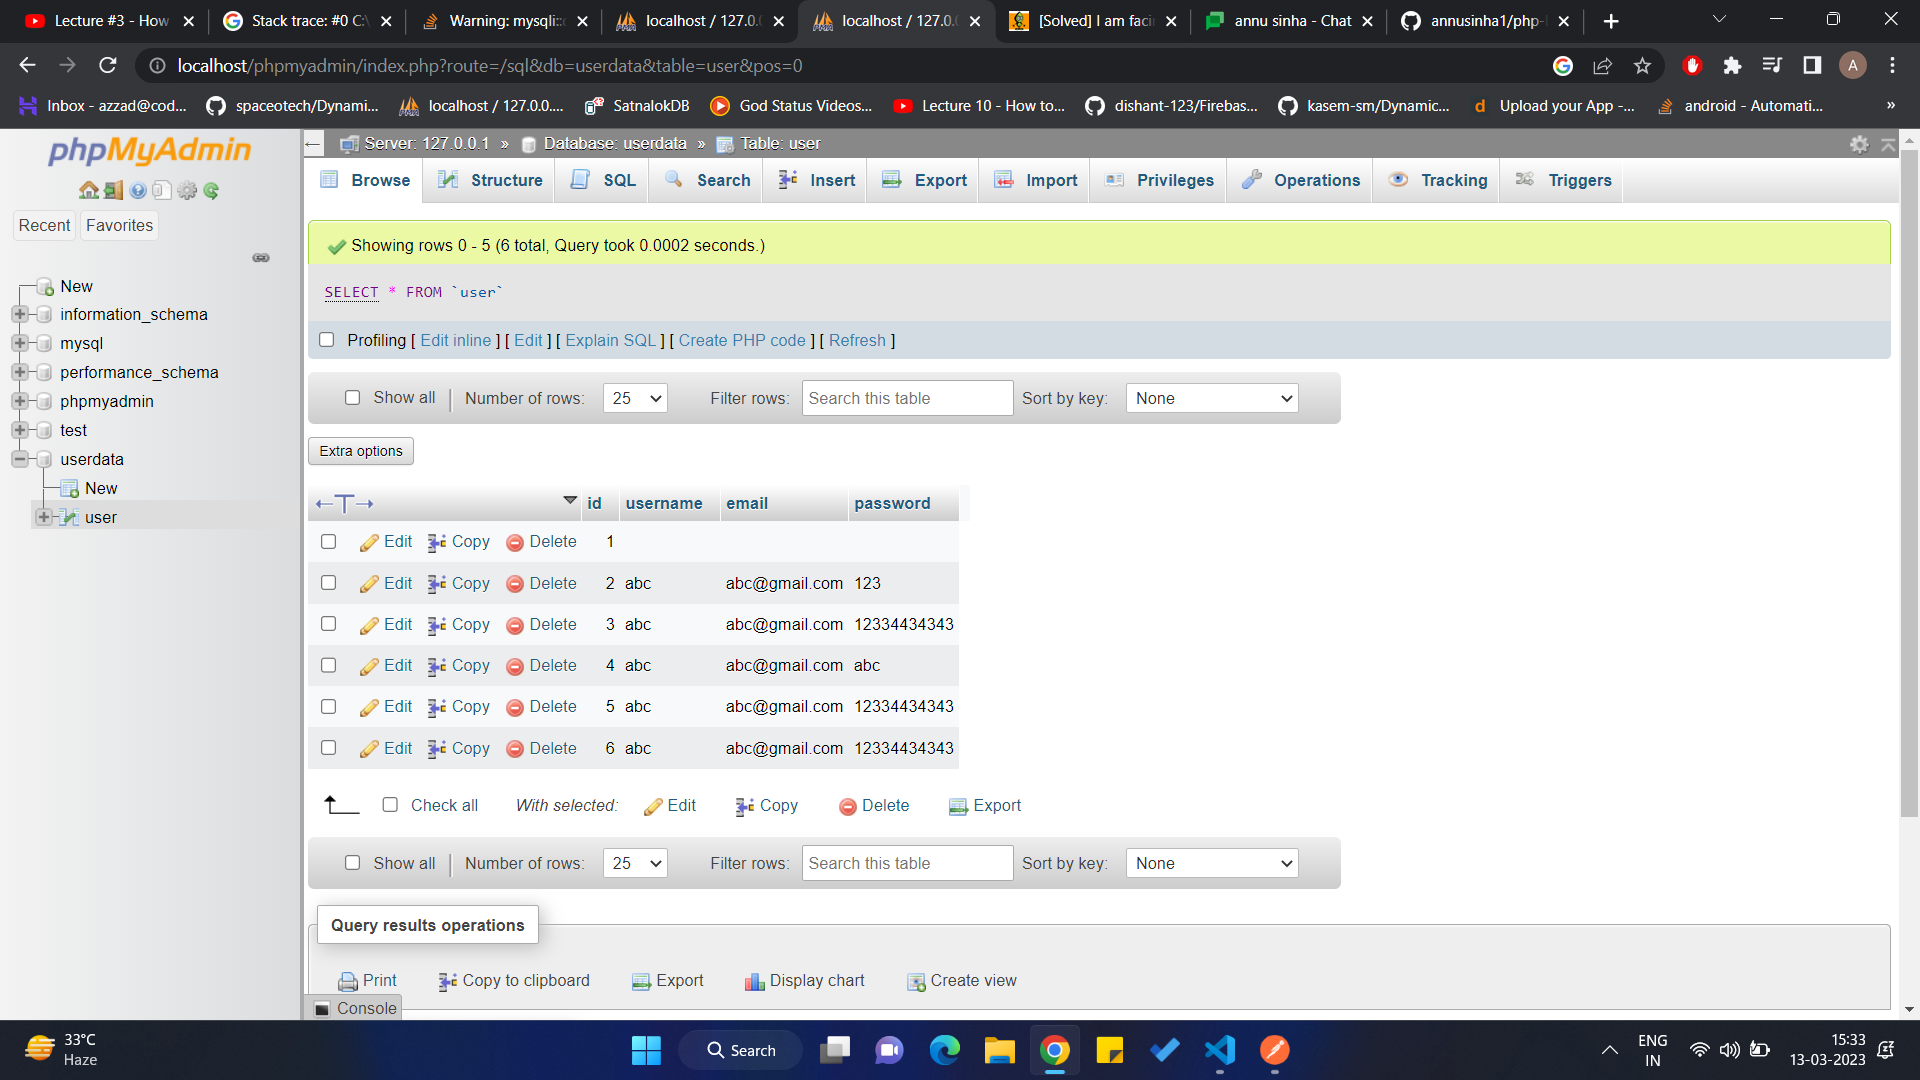 Lecture #3 - How
Stack trace: #0 C:\
Warning: mysqli::
localhost / 127.0.
localhost / 127.0.
[Solved] I am faci
annu sinha - Chat
annusinha1/php-
localhost/phpmyadmin/index.php?route=/sql&db=userdata&table=user&pos=0
A
Inbox - azzad@cod...
spaceotech/Dynami...
localhost / 127.0.0....
SatnalokDB
God Status Videos...
Lecture 10 - How to...
dishant-123/Firebas...
kasem-sm/Dynamic...
Upload your App -...
android - Automati...
»
phpMyAdmin
Recent
Favorites
New
information_schema
mysql
performance_schema
phpmyadmin
test
userdata
New
user
Server: 127.0.0.1 » Database: userdata » Table: user
Browse
Structure
SQL
Search
Insert
Export
Import
Privileges
Operations
Tracking
Triggers
Showing rows 0 - 5 (6 total, Query took 0.0002 seconds.)
SELECT * FROM `user`
Profiling [ Edit inline ] [ Edit ] [ Explain SQL ] [ Create PHP code ] [ Refresh ]
Show all | Number of rows: 25 Filter rows: Search this table Sort by key: None
Extra options
←T→ id username email password
Edit Copy Delete 1
Edit Copy Delete 2 abc abc@gmail.com 123
Edit Copy Delete 3 abc abc@gmail.com 12334434343
Edit Copy Delete 4 abc abc@gmail.com abc
Edit Copy Delete 5 abc abc@gmail.com 12334434343
Edit Copy Delete 6 abc abc@gmail.com 12334434343
Check all With selected: Edit Copy Delete Export
Show all | Number of rows: 25 Filter rows: Search this table Sort by key: None
Query results operations
Print Copy to clipboard Export Display chart Create view
Console
33°C
Haze
Search
ENG
IN
15:33
13-03-2023